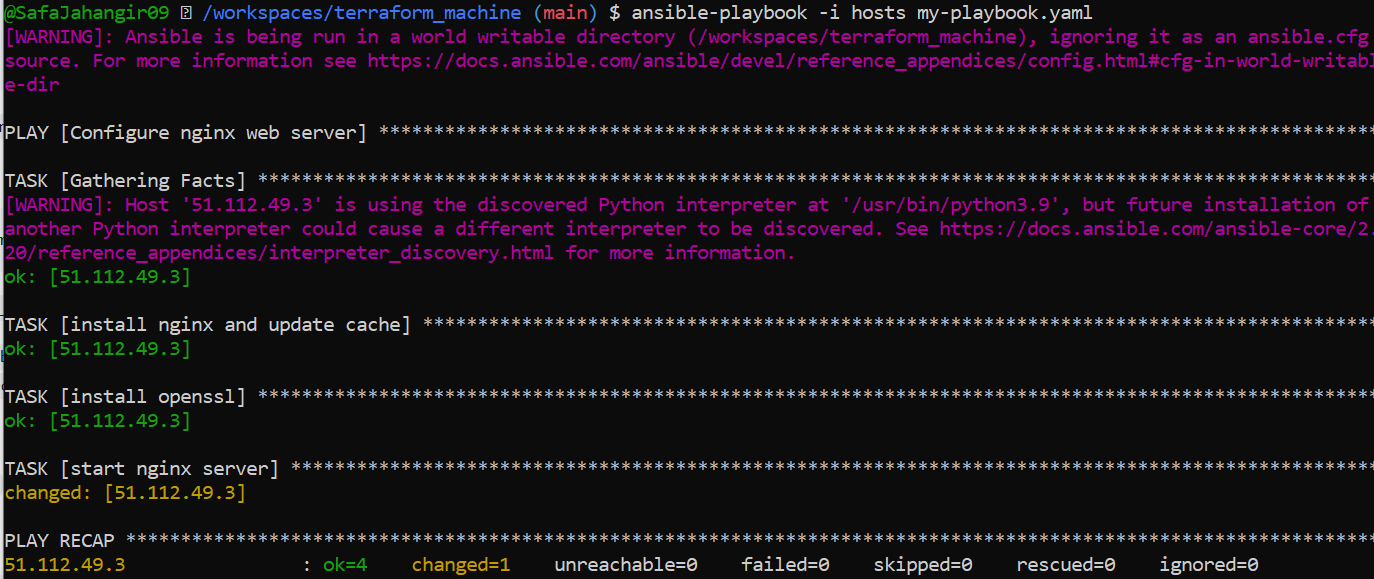 @SafaJahangir09 /workspaces/terraform_machine (main) $ ansible-playbook -i hosts my-playbook.yaml
[WARNING]: Ansible is being run in a world writable directory (/workspaces/terraform_machine), ignoring it as an ansible.cfg
source. For more information see https://docs.ansible.com/ansible/devel/reference_appendices/config.html#cfg-in-world-writabl
e-dir
PLAY [Configure nginx web server] ********************************************************************************************
TASK [Gathering Facts] *******************************************************************************************************
[WARNING]: Host '51.112.49.3' is using the discovered Python interpreter at '/usr/bin/python3.9', but future installation of
another Python interpreter could cause a different interpreter to be discovered. See https://docs.ansible.com/ansible-core/2.
20/reference_appendices/interpreter_discovery.html for more information.
ok: [51.112.49.3]
TASK [install nginx and update cache] ****************************************************************************************
ok: [51.112.49.3]
TASK [install openssl] *******************************************************************************************************
ok: [51.112.49.3]
TASK [start nginx server] ****************************************************************************************************
changed: [51.112.49.3]
PLAY RECAP *******************************************************************************************************************
51.112.49.3 : ok=4 changed=1 unreachable=0 failed=0 skipped=0 rescued=0 ignored=0